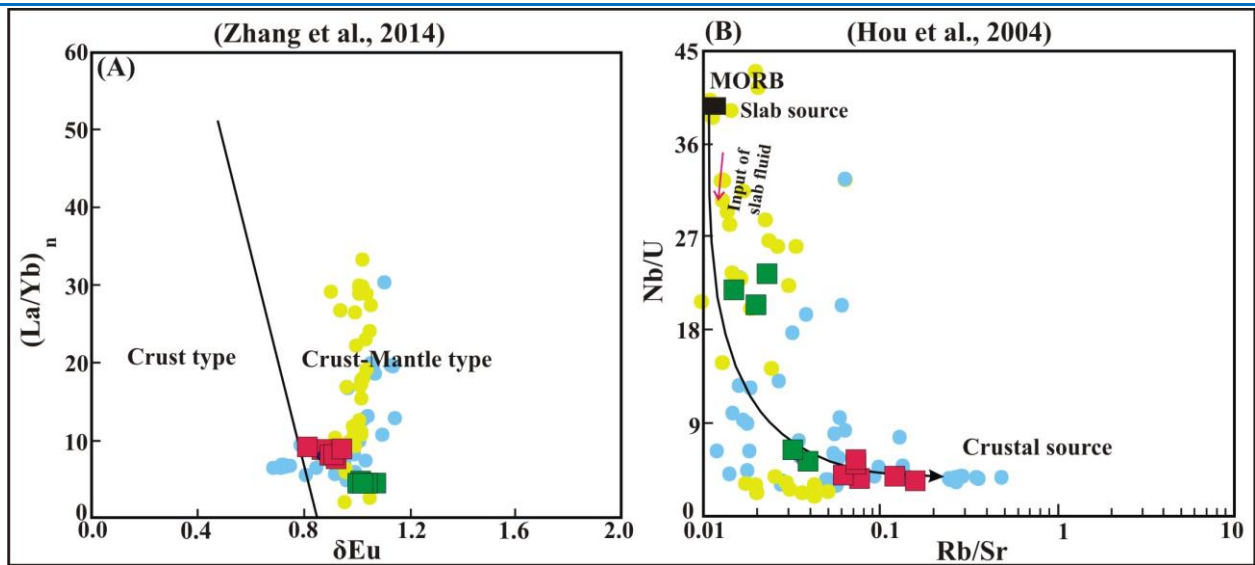 (Zhang et al., 2014)
(A)
60
50
40
30
20
10
0
(La/Yb) n
Crust type
Crust-Mantle type
0.0
0.4
0.8
1.2
1.6
2.0
δEu
(Hou et al., 2004)
(B)
45
36
27
18
9
0
Nb/U
MORB
Slab source
Input of
slab fluid
Crustal source
0.01
0.1
1
10
Rb/Sr